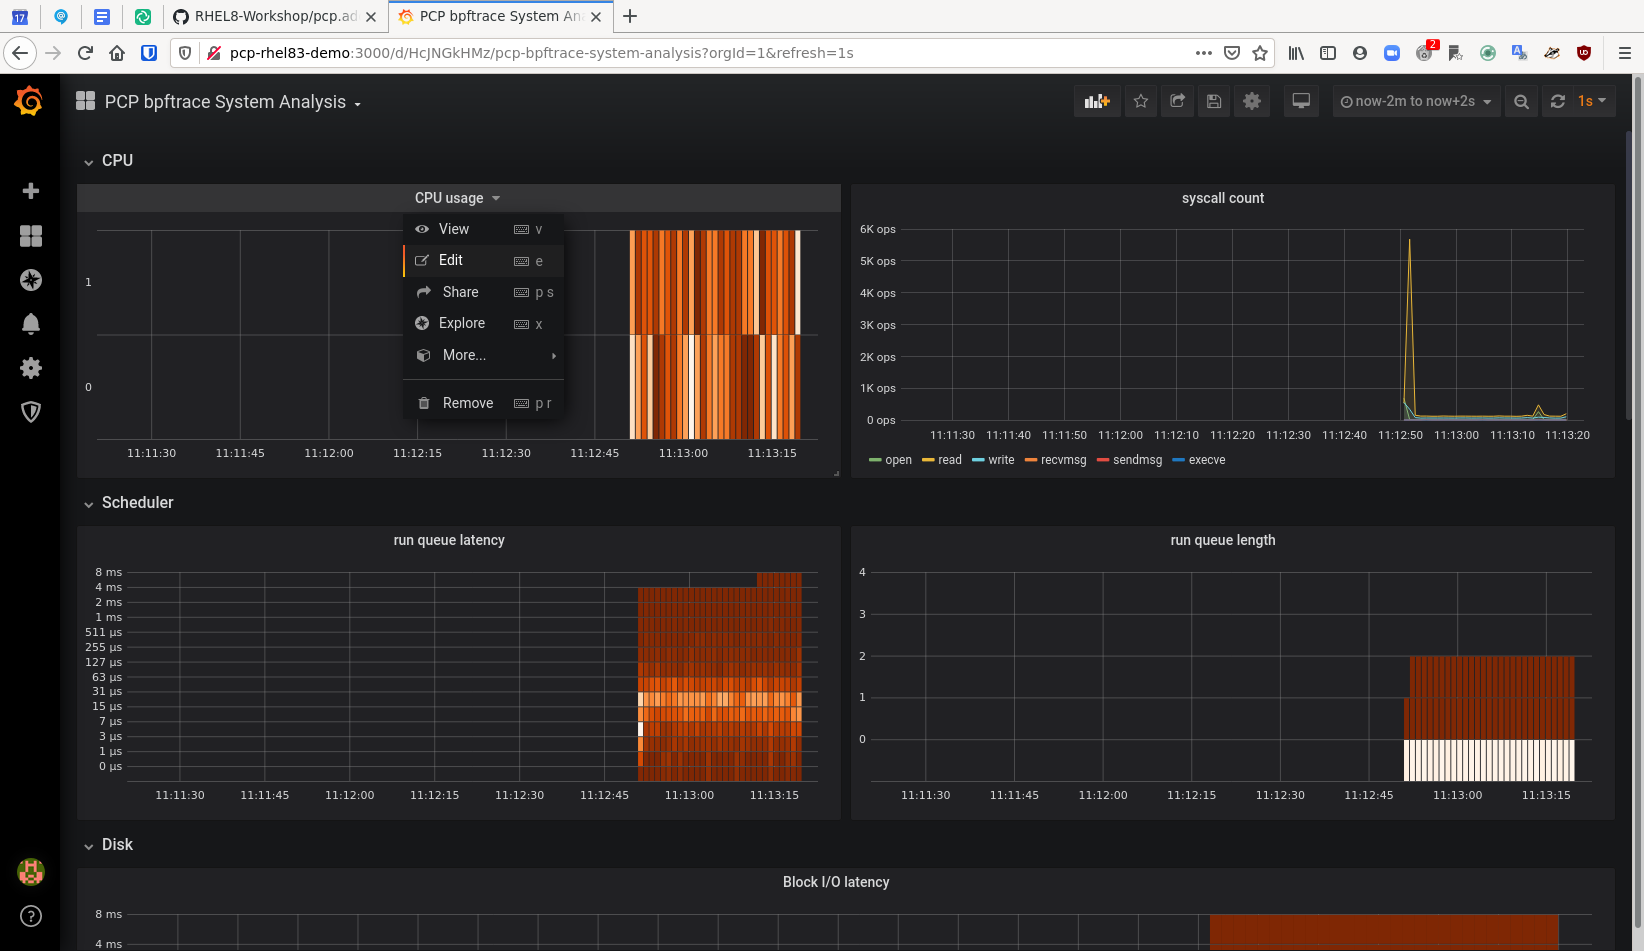 17
RHEL8-Workshop/pcp.ad
PCP bpftrace System An
pcp-rhel83-demo:3000/d/HcJNGkHMz/pcp-bpftrace-system-analysis?orgId=1&refresh=1s
2
PCP bpftrace System Analysis
now-2m to now+2s
1s
CPU
CPU usage
View v
Edit e
Share p s
Explore x
More...
Remove p r
1
0
11:11:30 11:11:45 11:12:00 11:12:15 11:12:30 11:12:45 11:13:00 11:13:15
syscall count
6K ops
5K ops
4K ops
3K ops
2K ops
1K ops
0 ops
11:11:30 11:11:40 11:11:50 11:12:00 11:12:10 11:12:20 11:12:30 11:12:40 11:12:50 11:13:00 11:13:10 11:13:20
open read write recvmsg sendmsg execve
Scheduler
run queue latency
8 ms
4 ms
2 ms
1 ms
511 µs
255 µs
127 µs
63 µs
31 µs
15 µs
7 µs
3 µs
1 µs
0 µs
11:11:30 11:11:45 11:12:00 11:12:15 11:12:30 11:12:45 11:13:00 11:13:15
run queue length
4
3
2
1
0
11:11:30 11:11:45 11:12:00 11:12:15 11:12:30 11:12:45 11:13:00 11:13:15
Disk
Block I/O latency
8 ms
4 ms